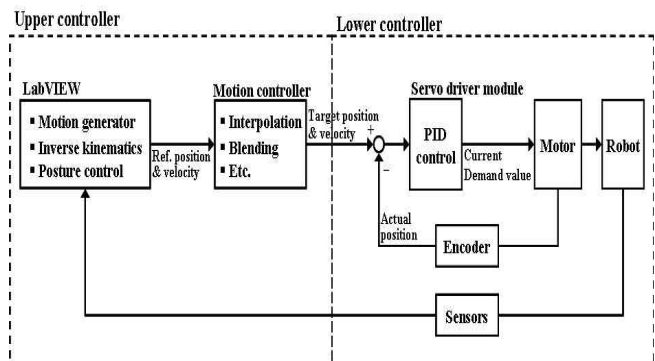 Upper controller
Lower controller
LabVIEW
▪ Motion generator
▪ Inverse kinematics
▪ Posture control
Ref. position
& velocity
Motion controller
▪ Interpolation
▪ Blending
▪ Etc.
Target position
& velocity
+
−
Servo driver module
PID
control
Current
Demand value
Motor
Robot
Actual
position
Encoder
Sensors